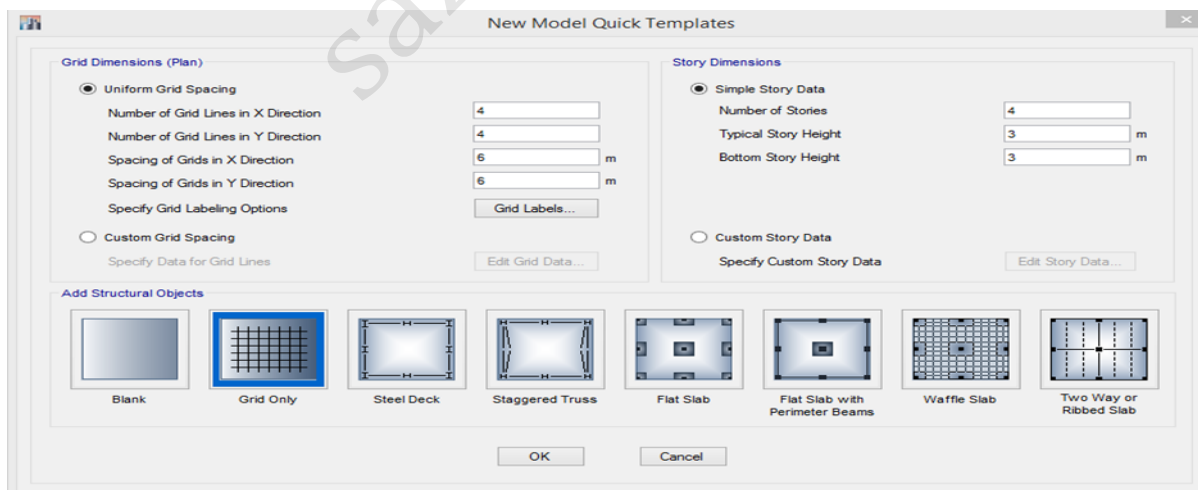 New Model Quick Templates
Grid Dimensions (Plan)
Uniform Grid Spacing
Number of Grid Lines in X Direction 4
Number of Grid Lines in Y Direction 4
Spacing of Grids in X Direction 6 m
Spacing of Grids in Y Direction 6 m
Specify Grid Labeling Options Grid Labels...
Custom Grid Spacing
Specify Data for Grid Lines Edit Grid Data...
Story Dimensions
Simple Story Data
Number of Stories 4
Typical Story Height 3 m
Bottom Story Height 3 m
Custom Story Data
Specify Custom Story Data Edit Story Data...
Add Structural Objects
Blank
Grid Only
Steel Deck
Staggered Truss
Flat Slab
Flat Slab with
Perimeter Beams
Waffle Slab
Two Way or
Ribbed Slab
OK Cancel